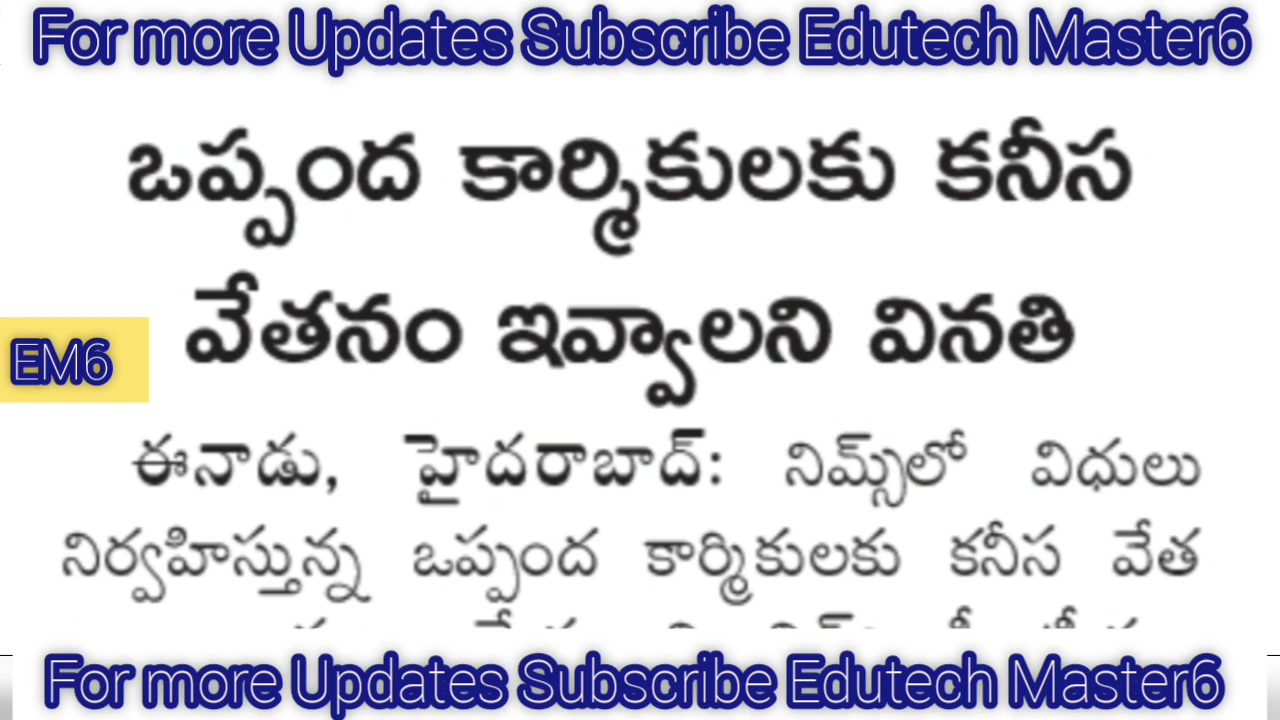 For more Updates Subscribe Edutech Master6
ఒప్పంద కార్మికులకు కనీస
వేతనం ఇవ్వాలని వినతి
EM6
ఈనాడు, హైదరాబాద్: నిమ్స్‌లో విధులు
నిర్వహిస్తున్న ఒప్పంద కార్మికులకు కనీస వేత
For more Updates Subscribe Edutech Master6